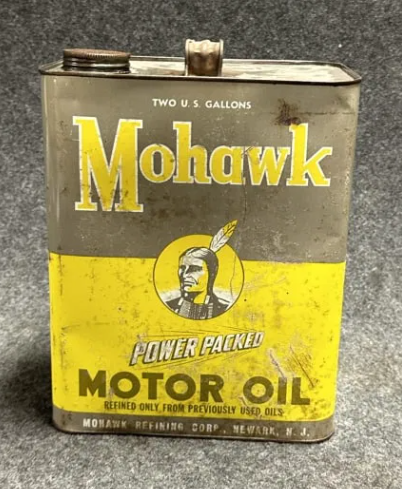 TWO U.S. GALLONS
Mohawk
POWER PACKED
MOTOR OIL
REFINED ONLY FROM PREVIOUSLY USED OILS
MOHAWK REFINING CORP., NEWARK, N. J.